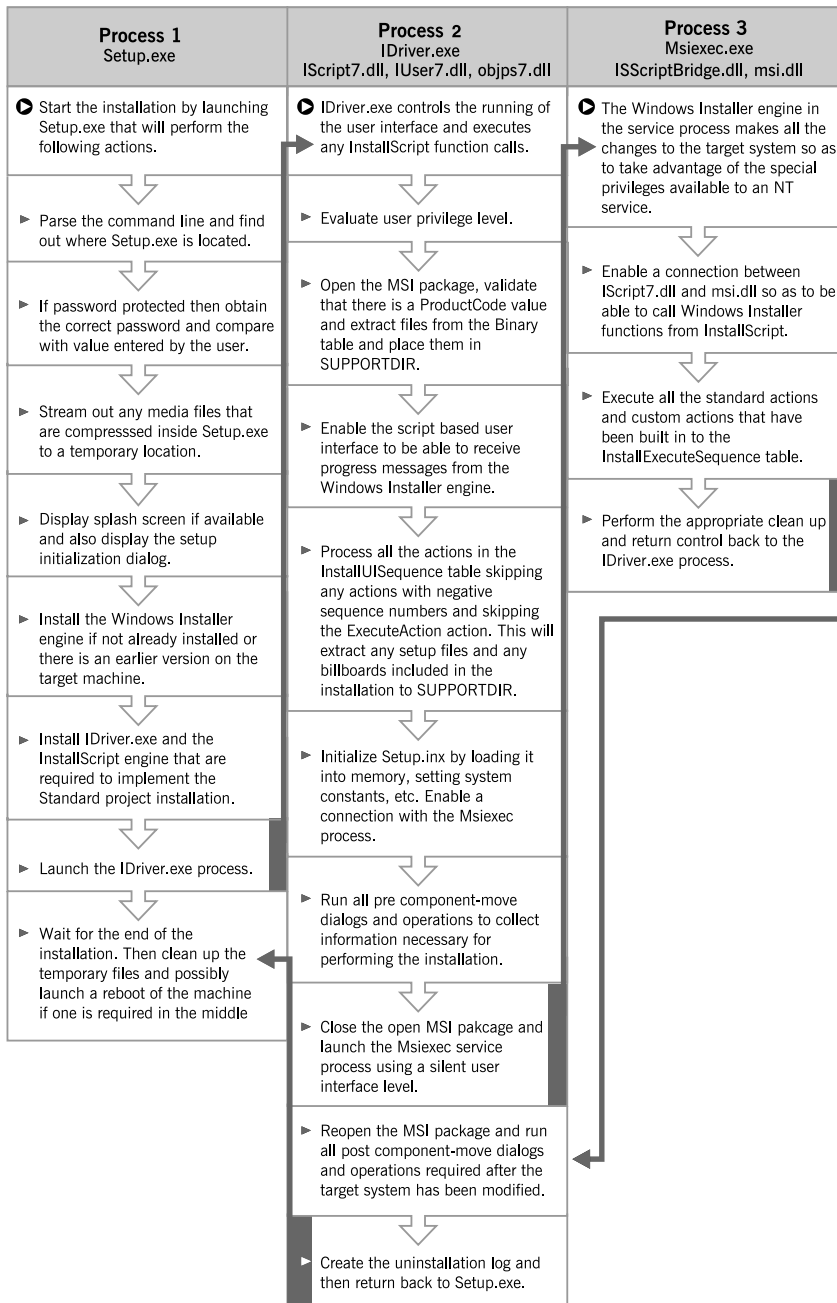 Process 1
Setup.exe
Start the installation by launching
Setup.exe that will perform the
following actions.
Parse the command line and find
out where Setup.exe is located.
If password protected then obtain
the correct password and compare
with value entered by the user.
Stream out any media files that
are compresssed inside Setup.exe
to a temporary location.
Display splash screen if available
and also display the setup
initialization dialog.
Install the Windows Installer
engine if not already installed or
there is an earlier version on the
target machine.
Install IDriver.exe and the
InstallScript engine that are
required to implement the
Standard project installation.
Launch the IDriver.exe process.
Wait for the end of the
installation. Then clean up the
temporary files and possibly
launch a reboot of the machine
if one is required in the middle
Process 2
IDriver.exe
IScript7.dll, IUser7.dll, objps7.dll
IDriver.exe controls the running of
the user interface and executes
any InstallScript function calls.
Evaluate user privilege level.
Open the MSI package, validate
that there is a ProductCode value
and extract files from the Binary
table and place them in
SUPPORTDIR.
Enable the script based user
interface to be able to receive
progress messages from the
Windows Installer engine.
Process all the actions in the
InstallUISequence table skipping
any actions with negative
sequence numbers and skipping
the ExecuteAction action. This will
extract any setup files and any
billboards included in the
installation to SUPPORTDIR.
Initialize Setup.inx by loading it
into memory, setting system
constants, etc. Enable a
connection with the Msiexec
process.
Run all pre component-move
dialogs and operations to collect
information necessary for
performing the installation.
Close the open MSI pakcage and
launch the Msiexec service
process using a silent user
interface level.
Reopen the MSI package and run
all post component-move dialogs
and operations required after the
target system has been modified.
Create the uninstallation log and
then return back to Setup.exe.
Process 3
Msiexec.exe
ISScriptBridge.dll, msi.dll
The Windows Installer engine in
the service process makes all the
changes to the target system so as
to take advantage of the special
privileges available to an NT
service.
Enable a connection between
IScript7.dll and msi.dll so as to be
able to call Windows Installer
functions from InstallScript.
Execute all the standard actions
and custom actions that have
been built in to the
InstallExecuteSequence table.
Perform the appropriate clean up
and return control back to the
IDriver.exe process.